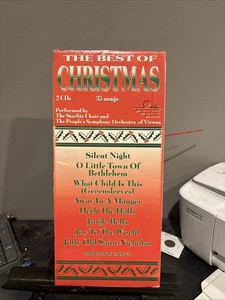 THE BEST OF
CHRISTMAS
2 CDs 35 songs
Performed by
The Starlite Choir and
The People's Symphony Orchestra of Vienna
Silent Night
O Little Town Of
Bethlehem
What Child Is This
(Greensleeves)
Away In A Manger
Deck The Halls
Jingle Bells
Joy To The World
Jolly Old Saint Nicholas